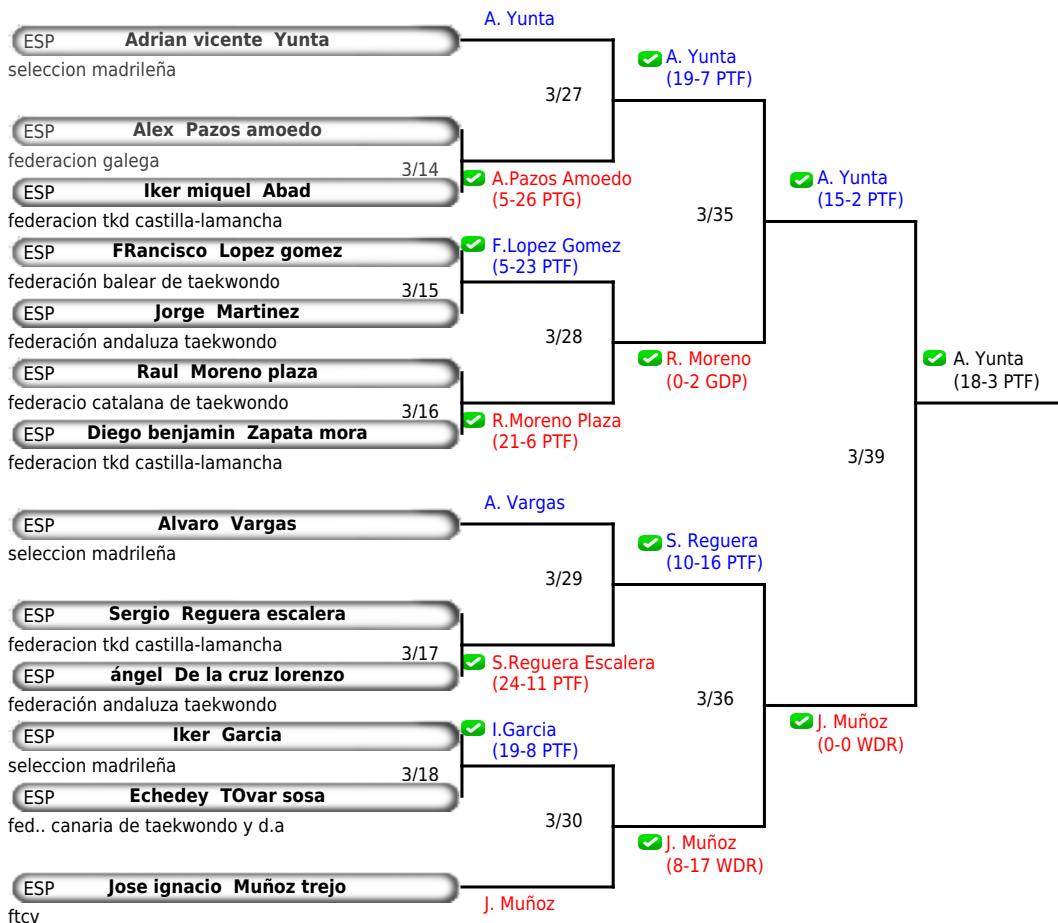 A. Yunta
ESP Adrian vicente Yunta
seleccion madrileña
A. Yunta
(19-7 PTF)
3/27
ESP Alex Pazos amoedo
federacion galega
3/14
A.Pazos Amoedo
(5-26 PTG)
ESP Iker miquel Abad
federacion tkd castilla-lamancha
A. Yunta
(15-2 PTF)
3/35
ESP FRancisco Lopez gomez
F.Lopez Gomez
(5-23 PTF)
federación balear de taekwondo
3/15
ESP Jorge Martinez
federación andaluza taekwondo
3/28
R. Moreno
(0-2 GDP)
A. Yunta
(18-3 PTF)
ESP Raul Moreno plaza
federacio catalana de taekwondo
3/16
R.Moreno Plaza
(21-6 PTF)
ESP Diego benjamin Zapata mora
federacion tkd castilla-lamancha
3/39
A. Vargas
ESP Alvaro Vargas
seleccion madrileña
S. Reguera
(10-16 PTF)
3/29
ESP Sergio Reguera escalera
federacion tkd castilla-lamancha
3/17
S.Reguera Escalera
(24-11 PTF)
ESP ángel De la cruz lorenzo
federación andaluza taekwondo
3/36
J. Muñoz
(0-0 WDR)
ESP Iker Garcia
I.Garcia
(19-8 PTF)
seleccion madrileña
3/18
ESP Echedey TOvar sosa
fed.. canaria de taekwondo y d.a
3/30
J. Muñoz
(8-17 WDR)
ESP Jose ignacio Muñoz trejo
J. Muñoz
ftcv